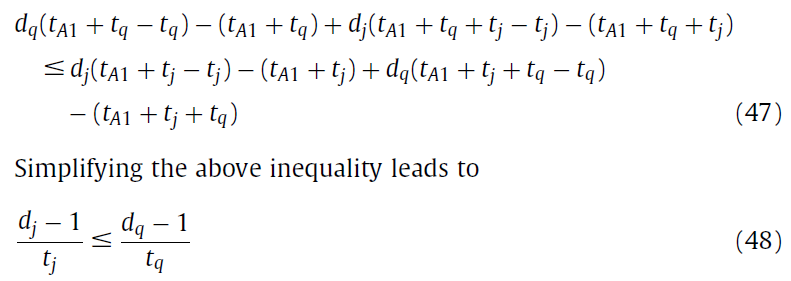 d_q(t_{A1} + t_q − t_q) − (t_{A1} + t_q) + d_j(t_{A1} + t_q + t_j − t_j) − (t_{A1} + t_q + t_j)
≤ d_j(t_{A1} + t_j − t_j) − (t_{A1} + t_j) + d_q(t_{A1} + t_j + t_q − t_q)
− (t_{A1} + t_j + t_q) (47)
Simplifying the above inequality leads to
\frac{d_j − 1}{t_j} ≤ \frac{d_q − 1}{t_q} (48)